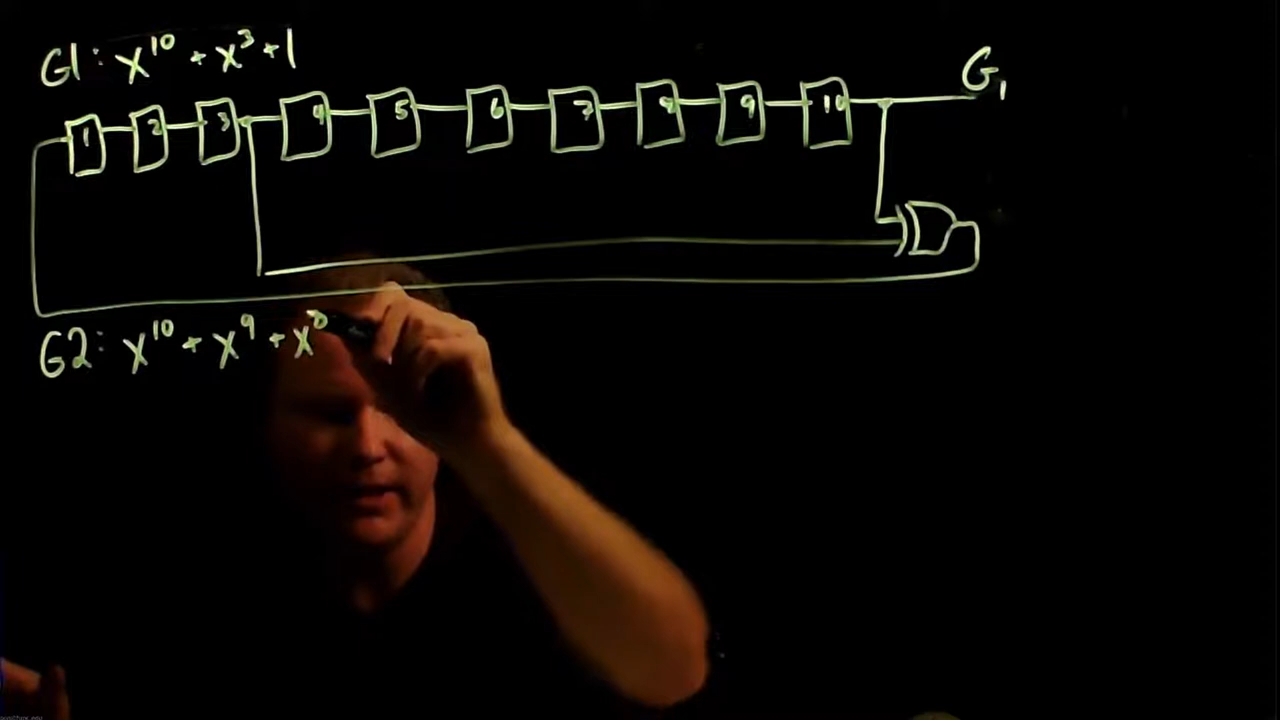 G1: x^10 + x^3 + 1
G1
1 2 3 4 5 6 7 8 9 10
G2: x^10 + x^9 + x^8